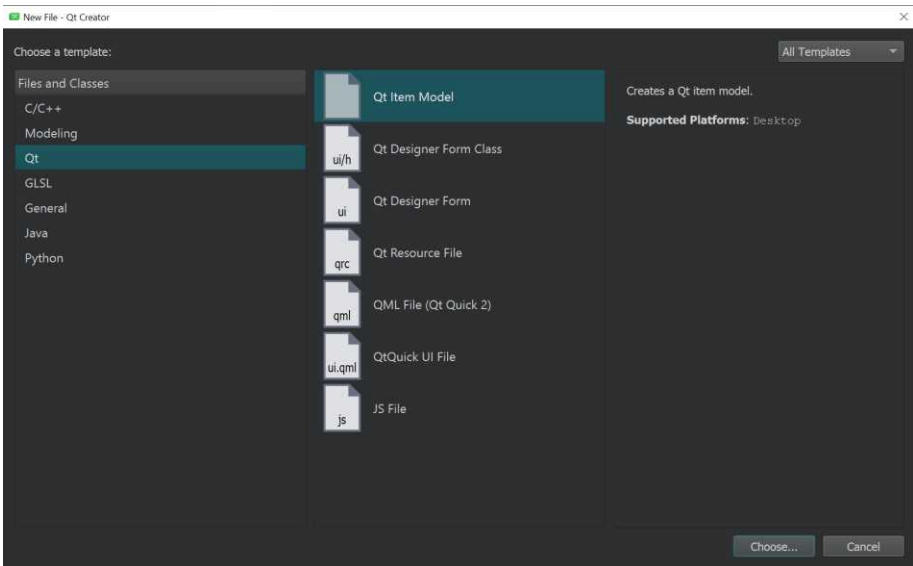 New File - Qt Creator
Choose a template:
All Templates
Files and Classes
C/C++
Modeling
Qt
GLSL
General
Java
Python
Qt Item Model
ui/h
Qt Designer Form Class
ui
Qt Designer Form
qrc
Qt Resource File
qml
QML File (Qt Quick 2)
ui.qml
QtQuick UI File
js
JS File
Creates a Qt item model.
Supported Platforms: Desktop
Choose...
Cancel